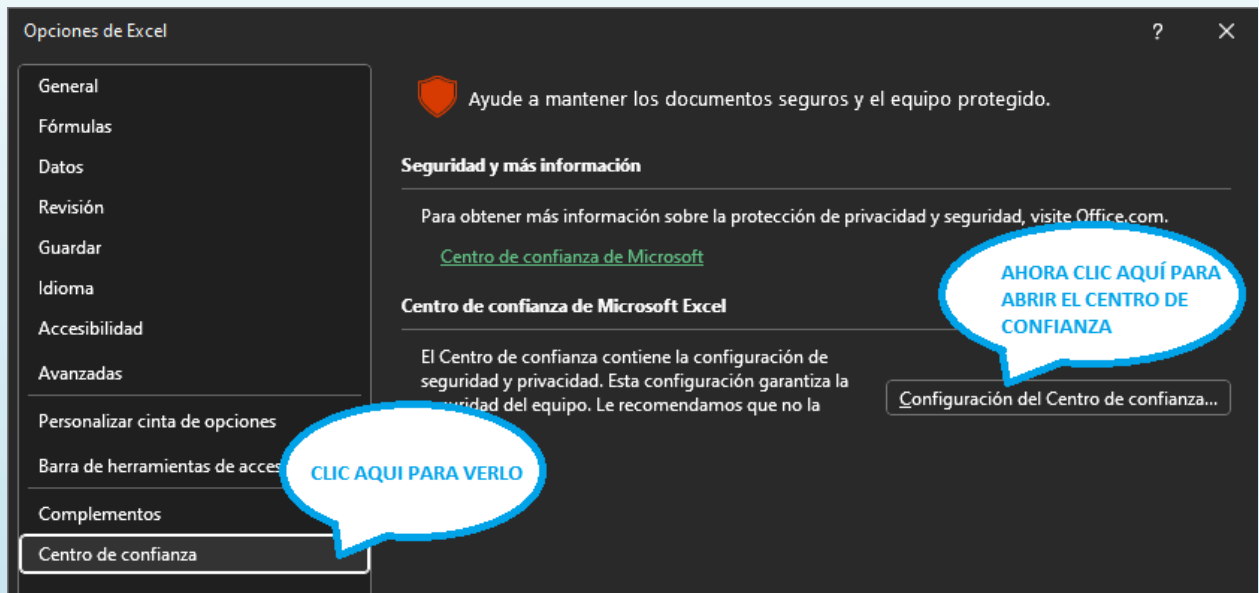 Opciones de Excel
?
General
Fórmulas
Datos
Revisión
Guardar
Idioma
Accesibilidad
Avanzadas
Personalizar cinta de opciones
Barra de herramientas de acces
Complementos
Centro de confianza
CLIC AQUI PARA VERLO
Ayude a mantener los documentos seguros y el equipo protegido.
Seguridad y más información
Para obtener más información sobre la protección de privacidad y seguridad, visite Office.com.
Centro de confianza de Microsoft
Centro de confianza de Microsoft Excel
El Centro de confianza contiene la configuración de
seguridad y privacidad. Esta configuración garantiza la
uridad del equipo. Le recomendamos que no la
AHORA CLIC AQUÍ PARA
ABRIR EL CENTRO DE
CONFIANZA
Configuración del Centro de confianza...